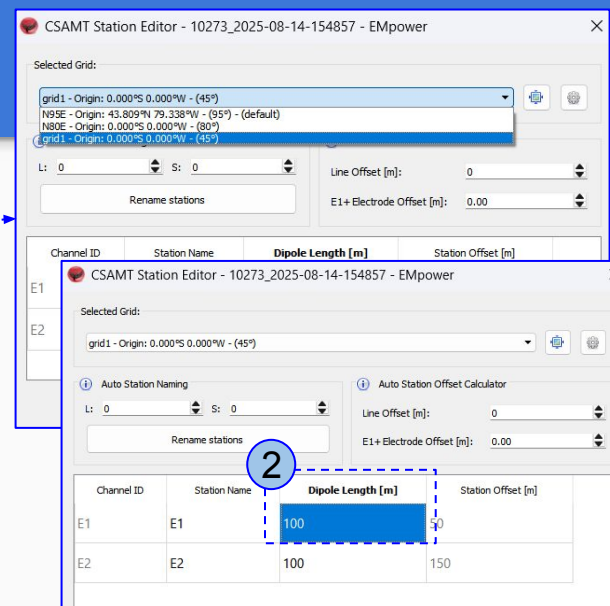 CSAMT Station Editor - 10273_2025-08-14-154857 - EMpower
Selected Grid:
grid1 - Origin: 0.000°S 0.000°W - (45°)
N95E - Origin: 43.809°N 79.338°W - (95°) - (default)
N80E - Origin: 0.000°S 0.000°W - (80°)
grid1 - Origin: 0.000°S 0.000°W - (45°)
L: 0 S: 0
Line Offset [m]: 0
Rename stations
E1+ Electrode Offset [m]: 0.00
Channel ID Station Name Dipole Length [m] Station Offset [m]
E1
E2
CSAMT Station Editor - 10273_2025-08-14-154857 - EMpower
Selected Grid:
grid1 - Origin: 0.000°S 0.000°W - (45°)
Auto Station Naming
Auto Station Offset Calculator
L: 0 S: 0
Line Offset [m]: 0
Rename stations
E1+ Electrode Offset [m]: 0.00
2
Channel ID Station Name Dipole Length [m] Station Offset [m]
E1 E1 100 50
E2 E2 100 150